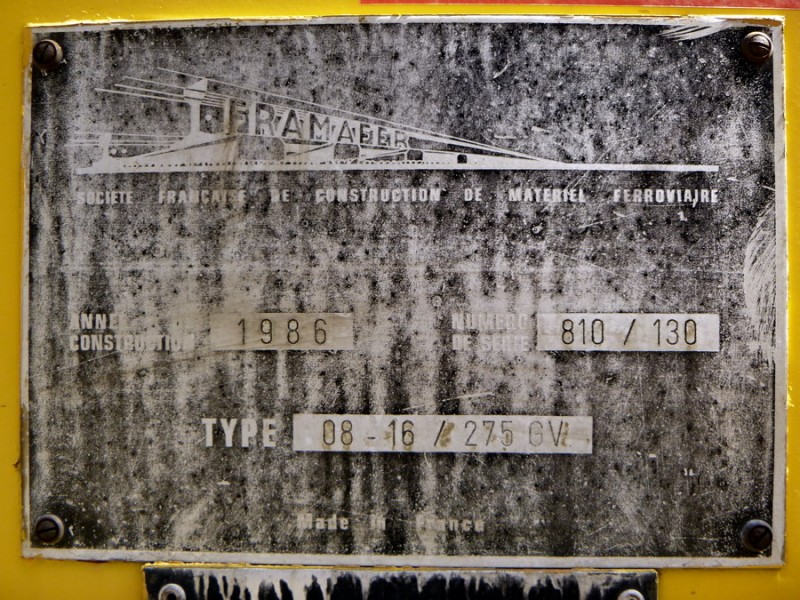 FRAMAFER
SOCIETE FRANCAISE DE CONSTRUCTION DE MATERIEL FERROVIAIRE
ANNEE 1986 NUMERO 810 / 130
CONSTRUCTION DE SERIE
TYPE 08 - 16 / 275 GV
Made in France